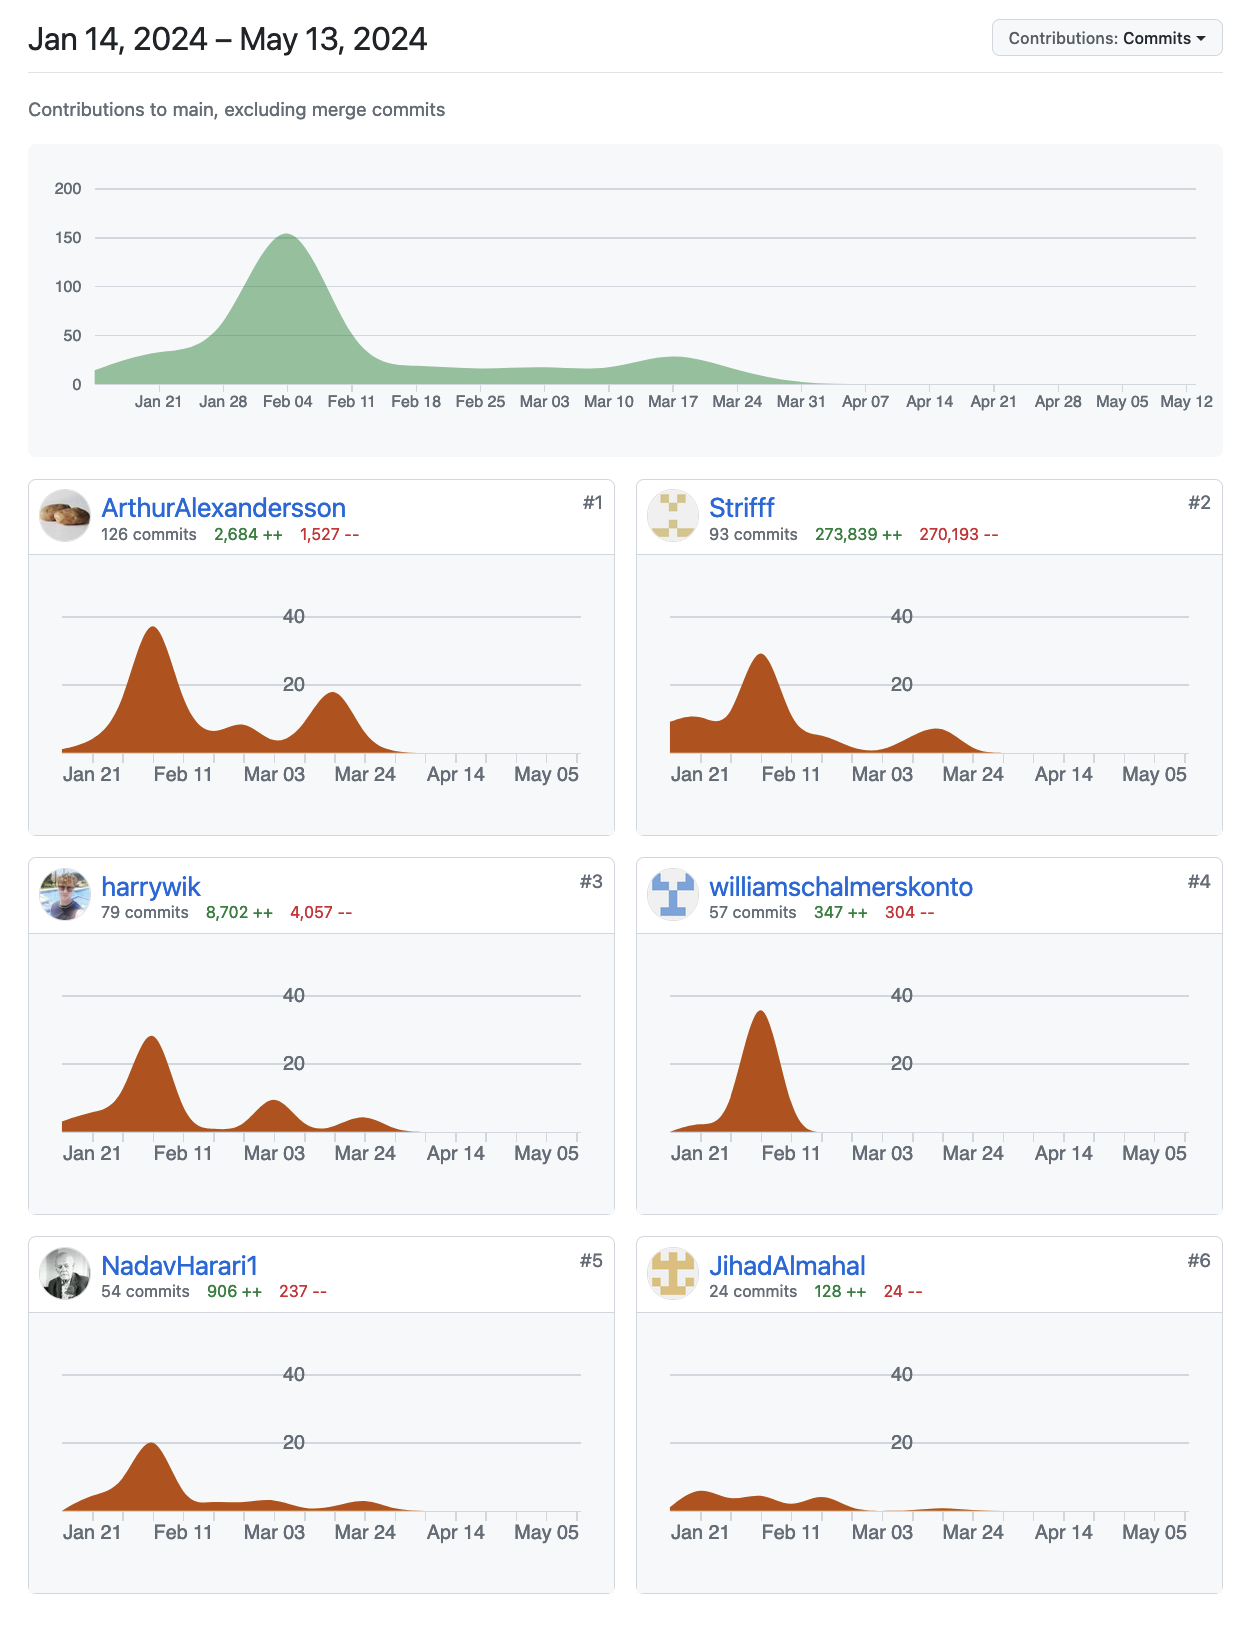 Jan 14, 2024 – May 13, 2024
Contributions: Commits
Contributions to main, excluding merge commits
200
150
100
50
0
Jan 21 Jan 28 Feb 04 Feb 11 Feb 18 Feb 25 Mar 03 Mar 10 Mar 17 Mar 24 Mar 31 Apr 07 Apr 14 Apr 21 Apr 28 May 05 May 12
ArthurAlexandersson #1
126 commits 2,684 ++ 1,527 --
40
20
Jan 21 Feb 11 Mar 03 Mar 24 Apr 14 May 05
Strifff #2
93 commits 273,839 ++ 270,193 --
40
20
Jan 21 Feb 11 Mar 03 Mar 24 Apr 14 May 05
harrywik #3
79 commits 8,702 ++ 4,057 --
40
20
Jan 21 Feb 11 Mar 03 Mar 24 Apr 14 May 05
williamschalmerskonto #4
57 commits 347 ++ 304 --
40
20
Jan 21 Feb 11 Mar 03 Mar 24 Apr 14 May 05
NadavHarari1 #5
54 commits 906 ++ 237 --
40
20
Jan 21 Feb 11 Mar 03 Mar 24 Apr 14 May 05
JihadAlmahal #6
24 commits 128 ++ 24 --
40
20
Jan 21 Feb 11 Mar 03 Mar 24 Apr 14 May 05